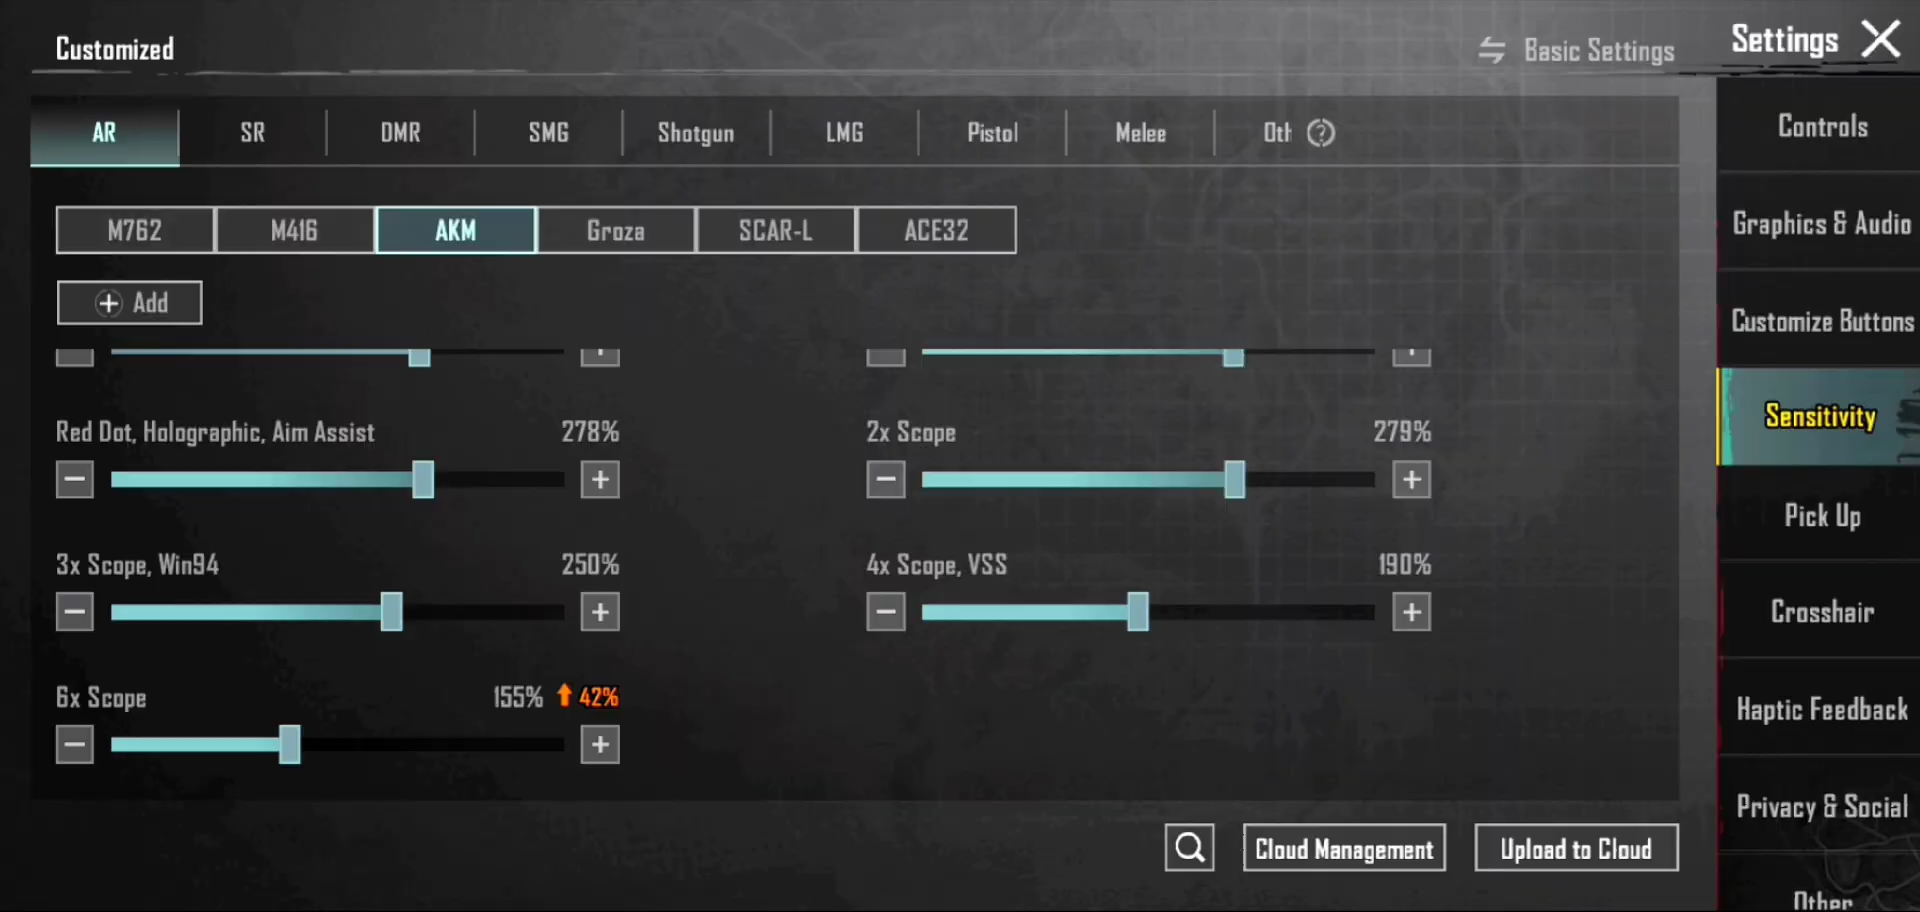 Customized
Basic Settings
Settings
AR
SR
DMR
SMG
Shotgun
LMG
Pistol
Melee
Oth
M762
M416
AKM
Groza
SCAR-L
ACE32
Add
Red Dot, Holographic, Aim Assist 278%
2x Scope 279%
3x Scope, Win94 250%
4x Scope, VSS 190%
6x Scope 155% 42%
Cloud Management
Upload to Cloud
Controls
Graphics & Audio
Customize Buttons
Sensitivity
Pick Up
Crosshair
Haptic Feedback
Privacy & Social
Other